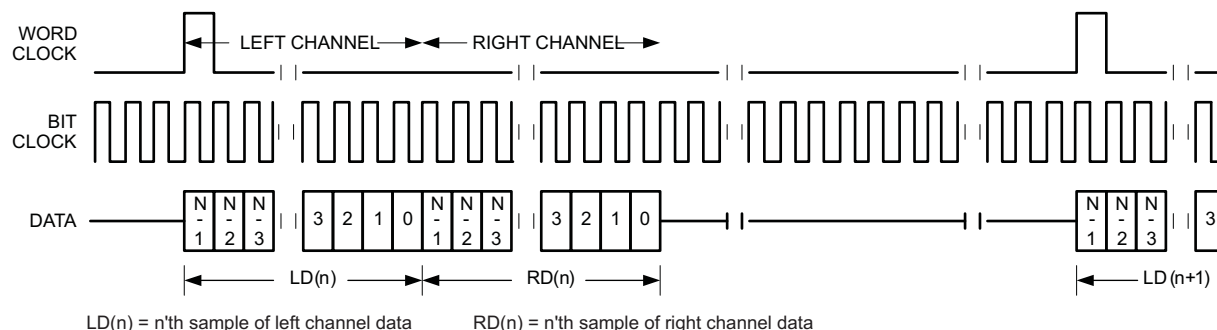 WORD
CLOCK
LEFT CHANNEL
RIGHT CHANNEL
BIT
CLOCK
DATA
N
-
1
N
-
2
N
-
3
3 2 1 0
N
-
1
N
-
2
N
-
3
3 2 1 0
N
-
1
N
-
2
N
-
3
3
LD(n)
RD(n)
LD (n+1)
LD(n) = n'th sample of left channel data
RD(n) = n'th sample of right channel data